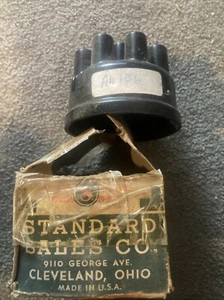 STANDARD
SALES CO.
9110 GEORGE AVE.
CLEVELAND, OHIO
MADE IN U.S.A.